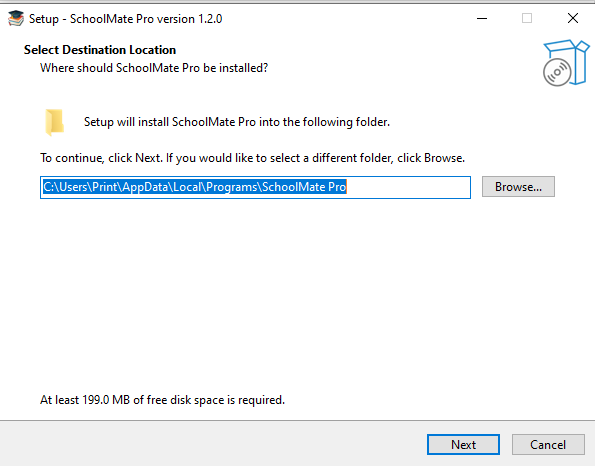 Setup - SchoolMate Pro version 1.2.0
Select Destination Location
Where should SchoolMate Pro be installed?
Setup will install SchoolMate Pro into the following folder.
To continue, click Next. If you would like to select a different folder, click Browse.
C:\Users\Print\AppData\Local\Programs\SchoolMate Pro
Browse...
At least 199.0 MB of free disk space is required.
Next
Cancel